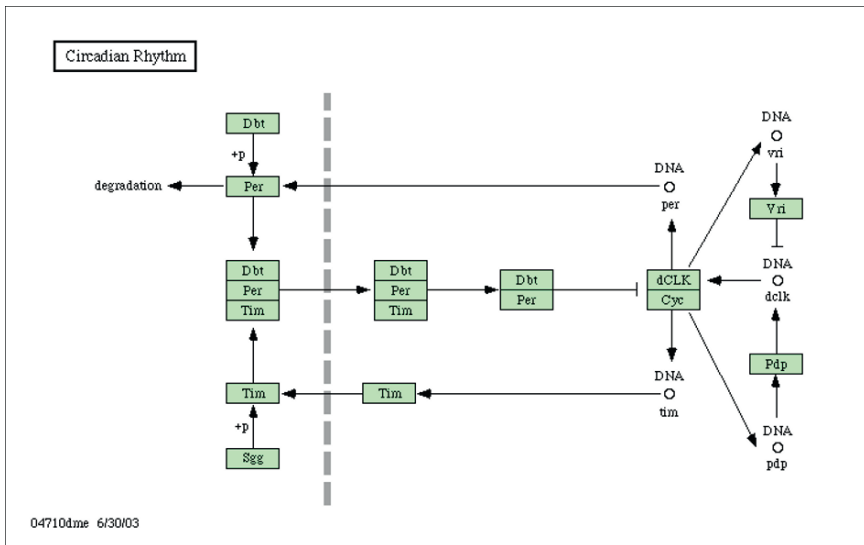 Circadian Rhythm
Dbt
+p
degradation
Per
DNA
per
DNA
vri
Vri
Dbt
Per
Tim
Dbt
Per
Tim
Dbt
Per
dCLK
Cyc
DNA
dclk
Pdp
Tim
Tim
DNA
tim
+p
Sgg
DNA
pdp
04710dme 6/30/03